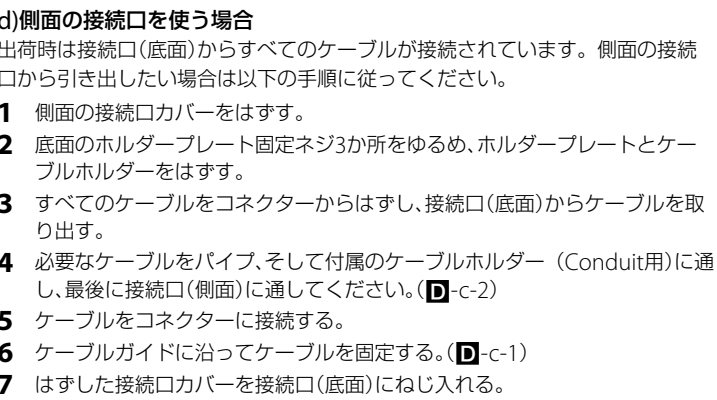 d)側面の接続口を使う場合
出荷時は接続口(底面)からすべてのケーブルが接続されています。側面の接続
口から引き出したい場合は以下の手順に従ってください。
1 側面の接続口カバーをはずす。
2 底面のホルダープレート固定ネジ3か所をゆるめ、ホルダープレートとケー
ブルホルダーをはずす。
3 すべてのケーブルをコネクターからはずし、接続口(底面)からケーブルを取
り出す。
4 必要なケーブルをパイプ、そして付属のケーブルホルダー（Conduit用)に通
し、最後に接続口(側面)に通してください。(D-c-2)
5 ケーブルをコネクターに接続する。
6 ケーブルガイドに沿ってケーブルを固定する。(D-c-1)
7 はずした接続口カバーを接続口(底面)にねじ入れる。